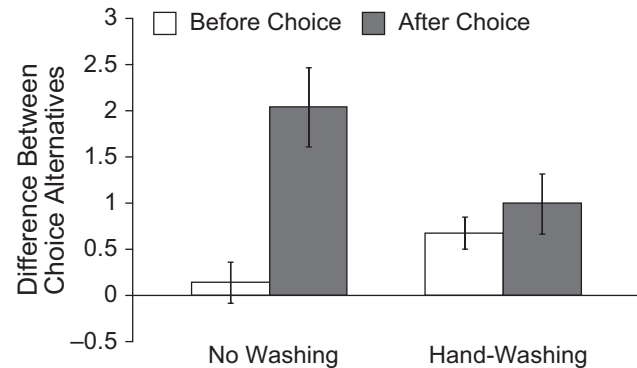 3
Before Choice After Choice
2.5
2
1.5
1
0.5
0
–0.5
Difference Between
Choice Alternatives
No Washing Hand-Washing